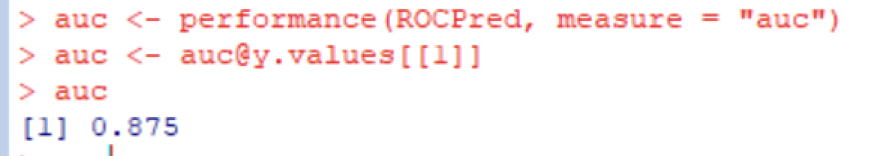 > auc <- performance(ROCPred, measure = "auc")
> auc <- auc@y.values[[1]]
> auc
[1] 0.875